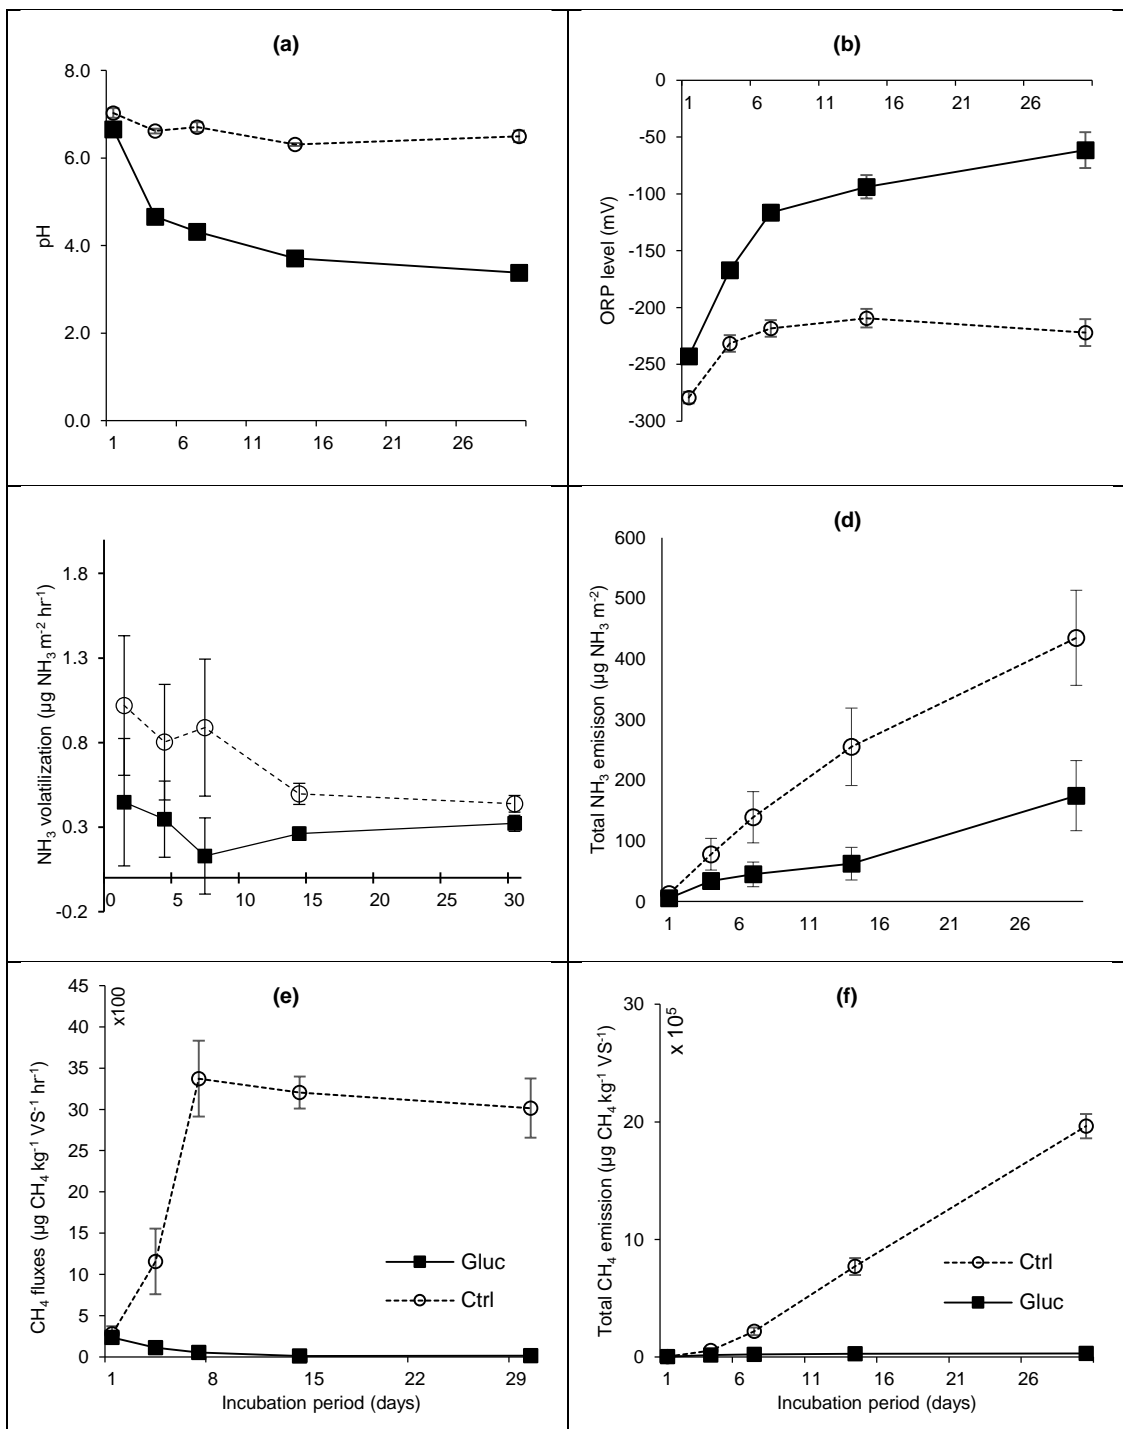 (a)
pH
8.0
6.0
4.0
2.0
0.0
1 6 11 16 21 26
(b)
ORP level (mV)
0
-50
-100
-150
-200
-250
-300
1 6 11 16 21 26
NH₃ volatilization (µg NH₃ m⁻² hr⁻¹)
1.8
1.3
0.8
0.3
-0.2
0 5 10 15 20 25 30
(d)
Total NH₃ emisison (µg NH₃ m⁻²)
600
500
400
300
200
100
0
1 6 11 16 21 26
(e)
x100
CH₄ fluxes (µg CH₄ kg⁻¹ VS⁻¹ hr⁻¹)
45
40
35
30
25
20
15
10
5
0
Gluc
Ctrl
1 8 15 22 29
Incubation period (days)
(f)
x 10⁵
Total CH₄ emission (µg CH₄ kg⁻¹ VS⁻¹)
30
20
10
0
Ctrl
Gluc
1 6 11 16 21 26
Incubation period (days)